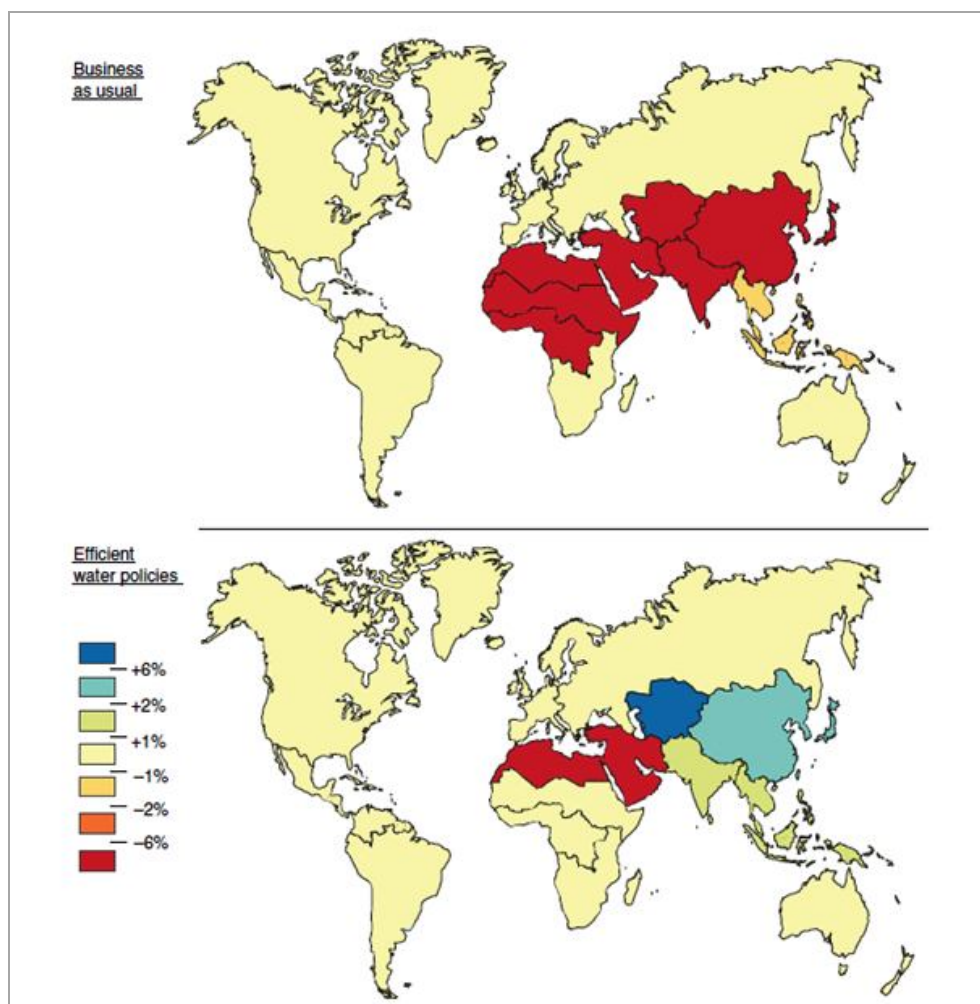 Business
as usual
Efficient
water policies
+6%
+2%
+1%
–1%
–2%
–6%